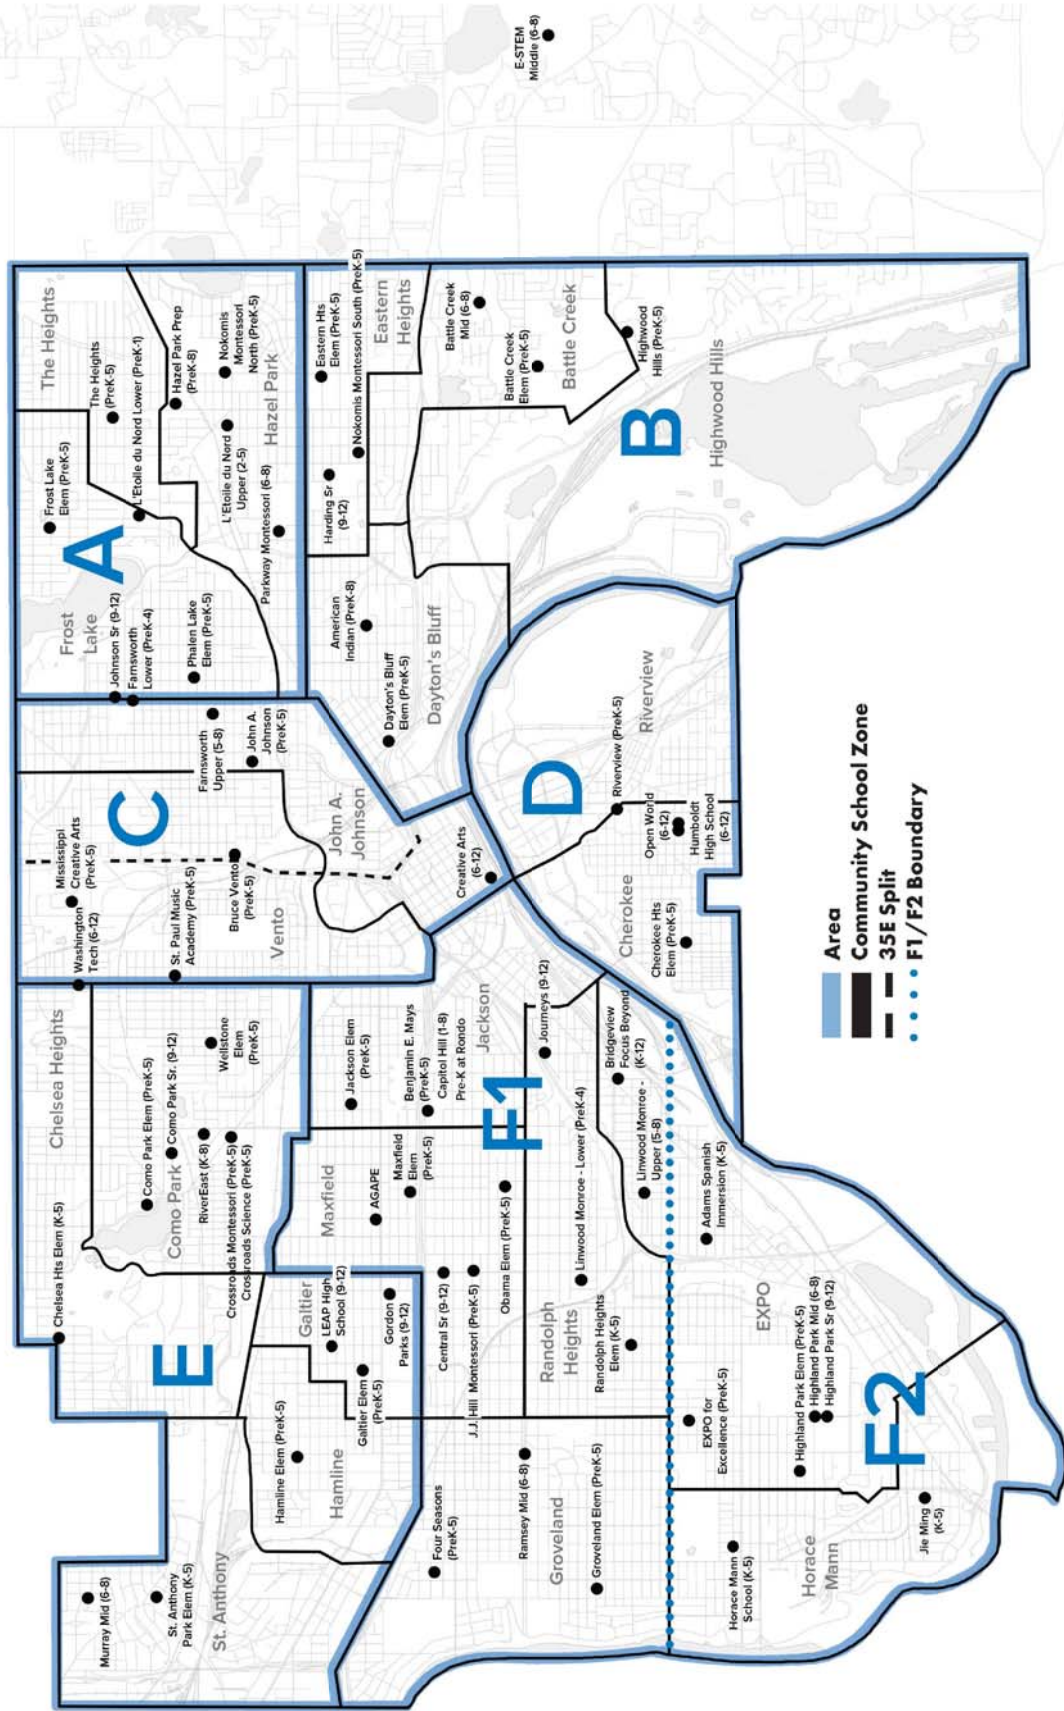 E-STEM
Middle (6-8)
The Heights
The Heights
(PreK-5)
Frost Lake
Elem (PreK-5)
L'Etoile du Nord Lower (PreK-1)
A
Hazel Park Prep
(PreK-8)
Nokomis
Montessori
North (PreK-5)
L'Etoile du Nord
Upper (2-5)
Hazel Park
Parkway Montessori (6-8)
Frost
Lake
Johnson Sr (9-12)
Farnsworth
Lower (PreK-4)
Phalen Lake
Elem (PreK-5)
Eastern Hts
Elem (PreK-5)
Nokomis Montessori South (PreK-5)
Eastern
Heights
Harding Sr
(9-12)
Battle Creek
Mid (6-8)
Battle Creek
Elem (PreK-5)
Battle Creek
Highwood
Hills (PreK-5)
B
Highwood Hills
American
Indian (PreK-8)
Dayton's Bluff
Elem (PreK-5)
Dayton's Bluff
Farnsworth
Upper (5-8)
John A.
Johnson
(PreK-5)
C
John A.
Johnson
Mississippi
Creative Arts
(PreK-5)
Washington
Tech (6-12)
Bruce Vento
(PreK-5)
St. Paul Music
Academy (PreK-5)
Vento
Creative Arts
(6-12)
D
Riverview
Riverview (PreK-5)
Open World
(6-12)
Humboldt
High School
(6-12)
Cherokee
Cherokee Hts
Elem (PreK-5)
Chelsea Heights
Chelsea Hts Elem (K-5)
Wellstone
Elem
(PreK-5)
Como Park Elem (PreK-5)
Como Park Sr. (9-12)
RiverEast (K-8)
Crossroads Montessori (PreK-5)
Crossroads Science (PreK-5)
Como Park
E
Galtier
LEAP High
School (9-12)
Gordon
Parks (9-12)
Galtier Elem
(PreK-5)
Hamline Elem (PreK-5)
Hamline
Murray Mid (6-8)
St. Anthony
Park Elem (K-5)
St. Anthony
Jackson Elem
(PreK-5)
Benjamin E. Mays
(PreK-5)
Capitol Hill (1-8)
Pre-K at Rondo
Jackson
Journeys (9-12)
F1
Maxfield
AGAPE
Maxfield
Elem
(PreK-5)
Obama Elem (PreK-5)
Central Sr (9-12)
J.J. Hill Montessori (PreK-5)
Bridgeview
Focus Beyond
(K-12)
Linwood Monroe -
Upper (5-8)
Linwood Monroe - Lower (PreK-4)
Randolph
Heights
Randolph Heights
Elem (K-5)
Four Seasons
(PreK-5)
Ramsey Mid (6-8)
Groveland
Groveland Elem (PreK-5)
Adams Spanish
Immersion (K-5)
EXPO
EXPO for
Excellence (PreK-5)
Highland Park Elem (PreK-5)
Highland Park Mid (6-8)
Highland Park Sr (9-12)
F2
Horace Mann
School (K-5)
Horace
Mann
Jie Ming
(K-5)
Area
Community School Zone
35E Split
F1/F2 Boundary